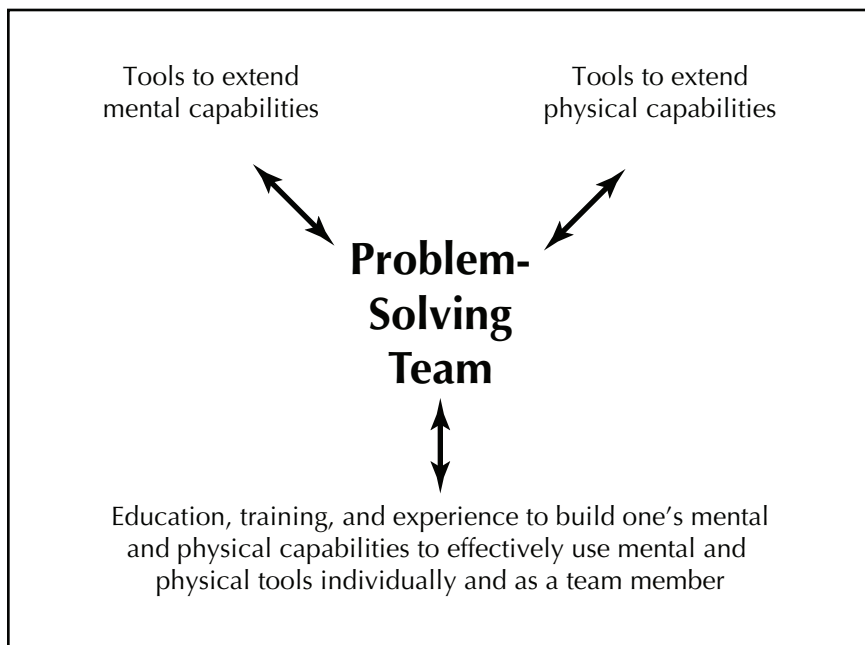 Tools to extend
mental capabilities
Tools to extend
physical capabilities
Problem-
Solving
Team
Education, training, and experience to build one’s mental
and physical capabilities to effectively use mental and
physical tools individually and as a team member